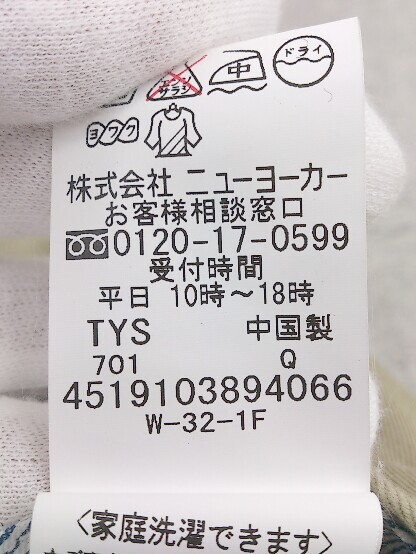 エンソ サラシ 中 ドライ
ヨワク
株式会社 ニューヨーカー
お客様相談窓口
0120-17-0599
受付時間
平日 10時～18時
TYS 中国製
701 Q
4519103894066
W-32-1F
〈家庭洗濯できます〉